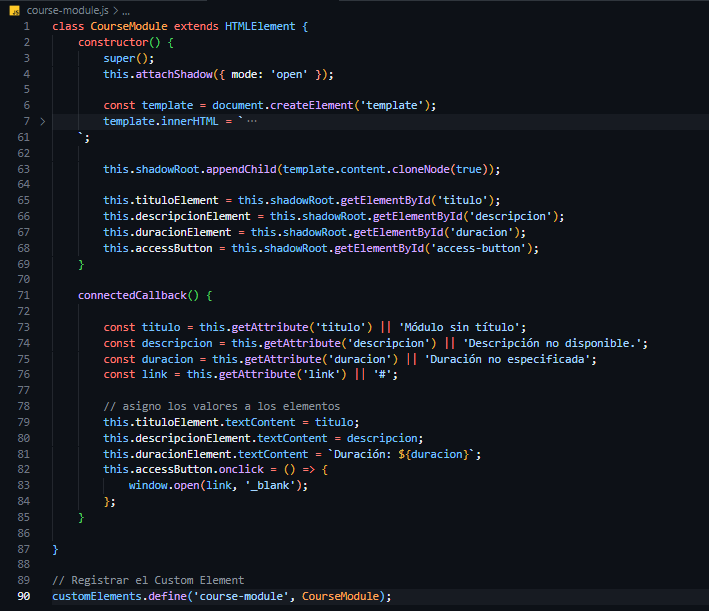 course-module.js > ...
1 class CourseModule extends HTMLElement {
2 constructor() {
3 super();
4 this.attachShadow({ mode: 'open' });
5
6 const template = document.createElement('template');
7 template.innerHTML = `···
61 `;
62
63 this.shadowRoot.appendChild(template.content.cloneNode(true));
64
65 this.tituloElement = this.shadowRoot.getElementById('titulo');
66 this.descripcionElement = this.shadowRoot.getElementById('descripcion');
67 this.duracionElement = this.shadowRoot.getElementById('duracion');
68 this.accessButton = this.shadowRoot.getElementById('access-button');
69 }
70
71 connectedCallback() {
72
73 const titulo = this.getAttribute('titulo') || 'Módulo sin título';
74 const descripcion = this.getAttribute('descripcion') || 'Descripción no disponible.';
75 const duracion = this.getAttribute('duracion') || 'Duración no especificada';
76 const link = this.getAttribute('link') || '#';
77
78 // asigno los valores a los elementos
79 this.tituloElement.textContent = titulo;
80 this.descripcionElement.textContent = descripcion;
81 this.duracionElement.textContent = `Duración: ${duracion}`;
82 this.accessButton.onclick = () => {
83 window.open(link, '_blank');
84 };
85 }
86
87 }
88
89 // Registrar el Custom Element
90 customElements.define('course-module', CourseModule);